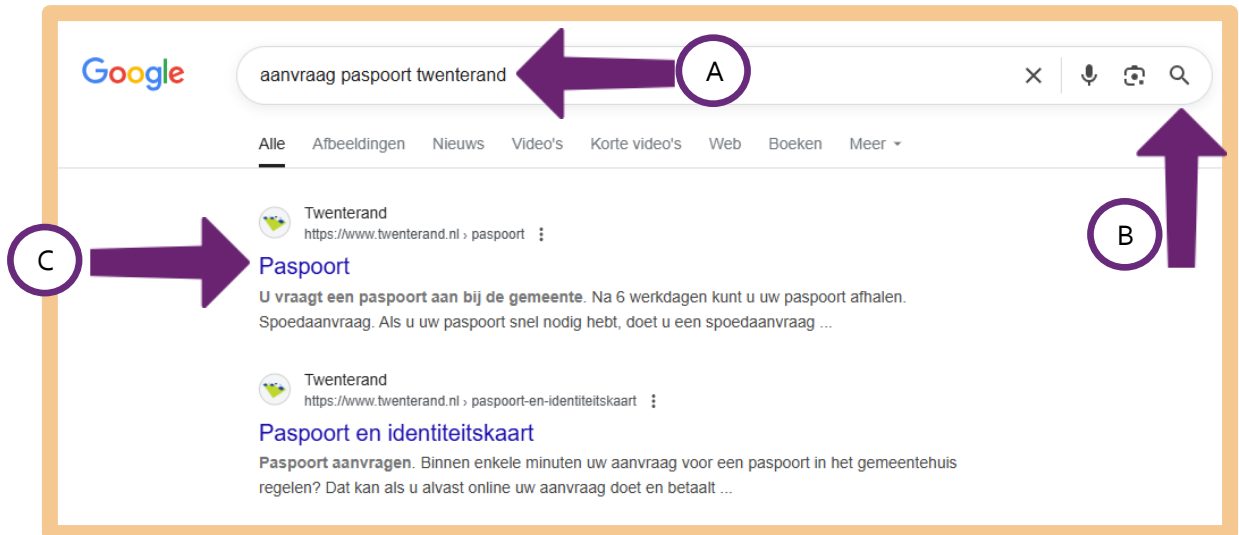 Google
aanvraag paspoort twenterand
A
Alle Afbeeldingen Nieuws Video's Korte video's Web Boeken Meer
B
C
Twenterand
https://www.twenterand.nl › paspoort
Paspoort
U vraagt een paspoort aan bij de gemeente. Na 6 werkdagen kunt u uw paspoort afhalen.
Spoedaanvraag. Als u uw paspoort snel nodig hebt, doet u een spoedaanvraag ...
Twenterand
https://www.twenterand.nl › paspoort-en-identiteitskaart
Paspoort en identiteitskaart
Paspoort aanvragen. Binnen enkele minuten uw aanvraag voor een paspoort in het gemeentehuis
regelen? Dat kan als u alvast online uw aanvraag doet en betaalt ...